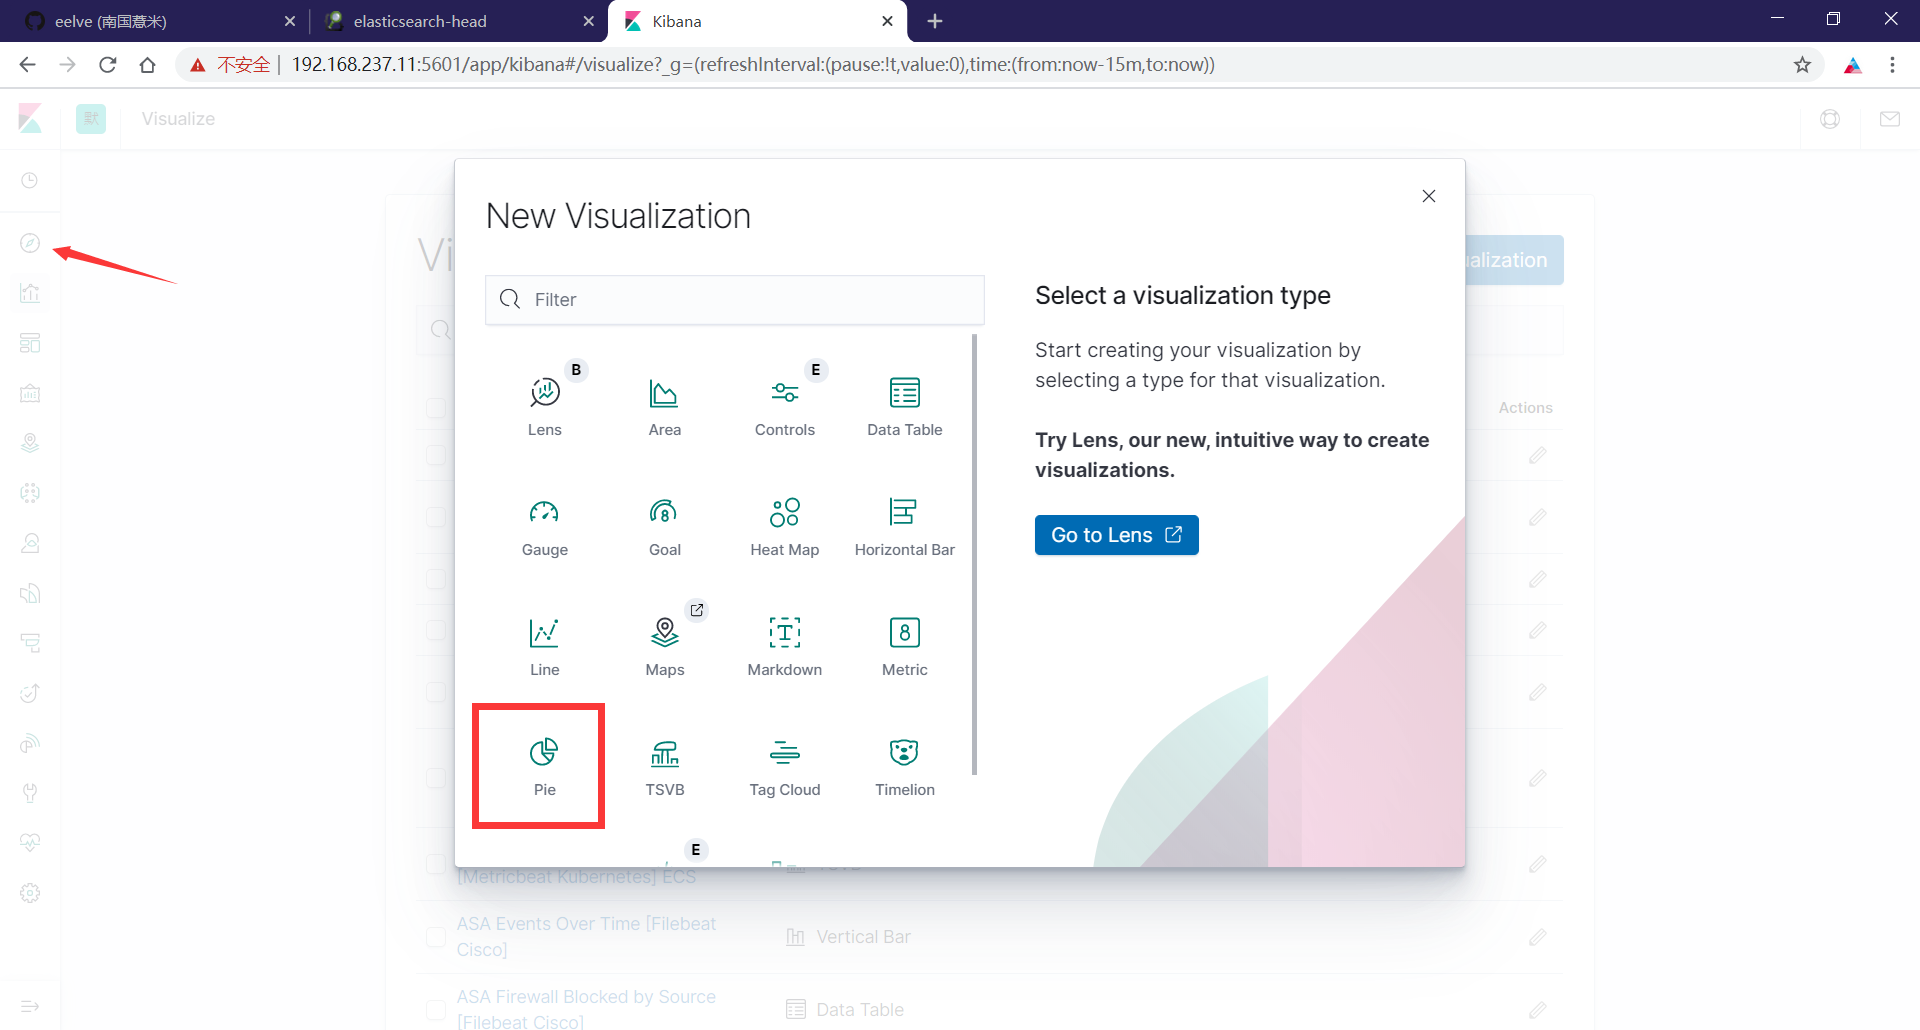 eelve (南国薏米)
elasticsearch-head
Kibana
不安全
192.168.237.11:5601/app/kibana#/visualize?_g=(refreshInterval:(pause:!t,value:0),time:(from:now-15m,to:now))
默
Visualize
New Visualization
Vi
ualization
Filter
Select a visualization type
Start creating your visualization by
selecting a type for that visualization.
Try Lens, our new, intuitive way to create
visualizations.
Go to Lens
Actions
B
E
Lens
Area
Controls
Data Table
Gauge
Goal
Heat Map
Horizontal Bar
Line
Maps
Markdown
Metric
Pie
TSVB
Tag Cloud
Timelion
E
[Metricbeat Kubernetes] ECS
ASA Events Over Time [Filebeat
Cisco]
Vertical Bar
ASA Firewall Blocked by Source
[Filebeat Cisco]
Data Table